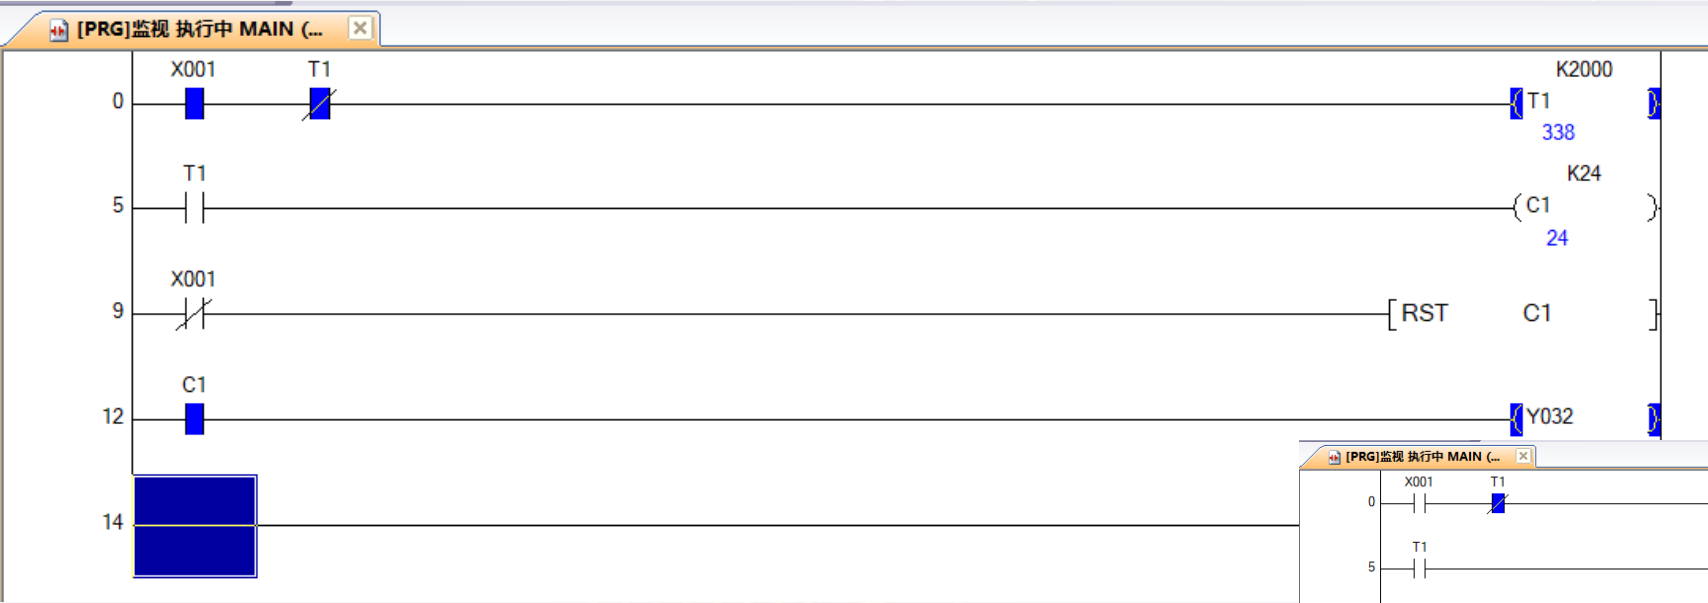 [PRG]监视 执行中 MAIN (...
X001 T1 K2000
0 T1
338
T1 K24
5 C1
24
X001
9 RST C1
C1
12 Y032
14
[PRG]监视 执行中 MAIN (...
X001 T1
0
T1
5